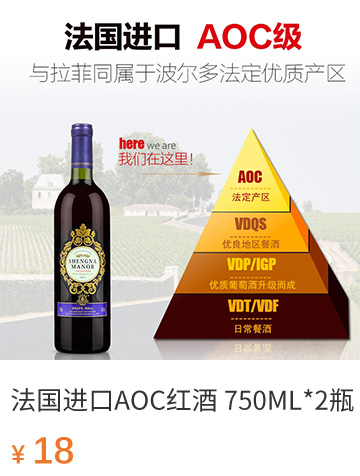 法国进口 AOC级
与拉菲同属于波尔多法定优质产区
here we are
我们在这里!
AOC
法定产区
VDQS
优良地区餐酒
VDP/IGP
优质葡萄酒升级而成
VDT/VDF
日常餐酒
SHENGNA
MANOR
法国进口AOC红酒 750ML*2瓶
¥ 18